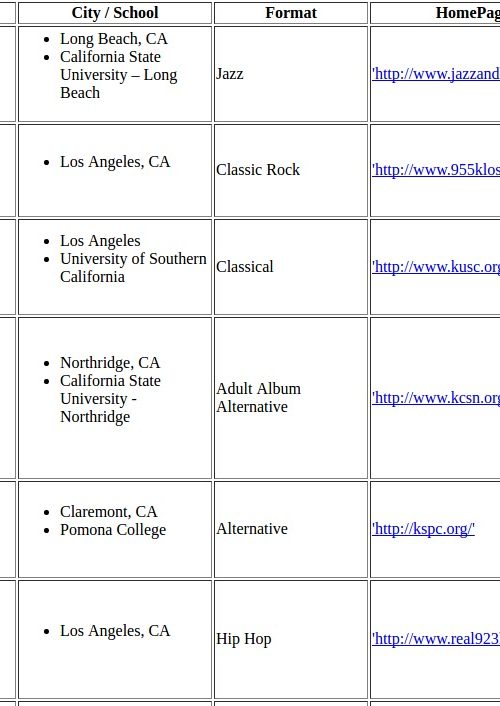 City / School Format HomePag
Long Beach, CA
California State
University – Long
Beach
Jazz
'http://www.jazzand
Los Angeles, CA
Classic Rock
'http://www.955klos
Los Angeles
University of Southern
California
Classical
'http://www.kusc.org
Northridge, CA
California State
University -
Northridge
Adult Album
Alternative
'http://www.kcsn.org
Claremont, CA
Pomona College
Alternative
'http://kspc.org/'
Los Angeles, CA
Hip Hop
'http://www.real923